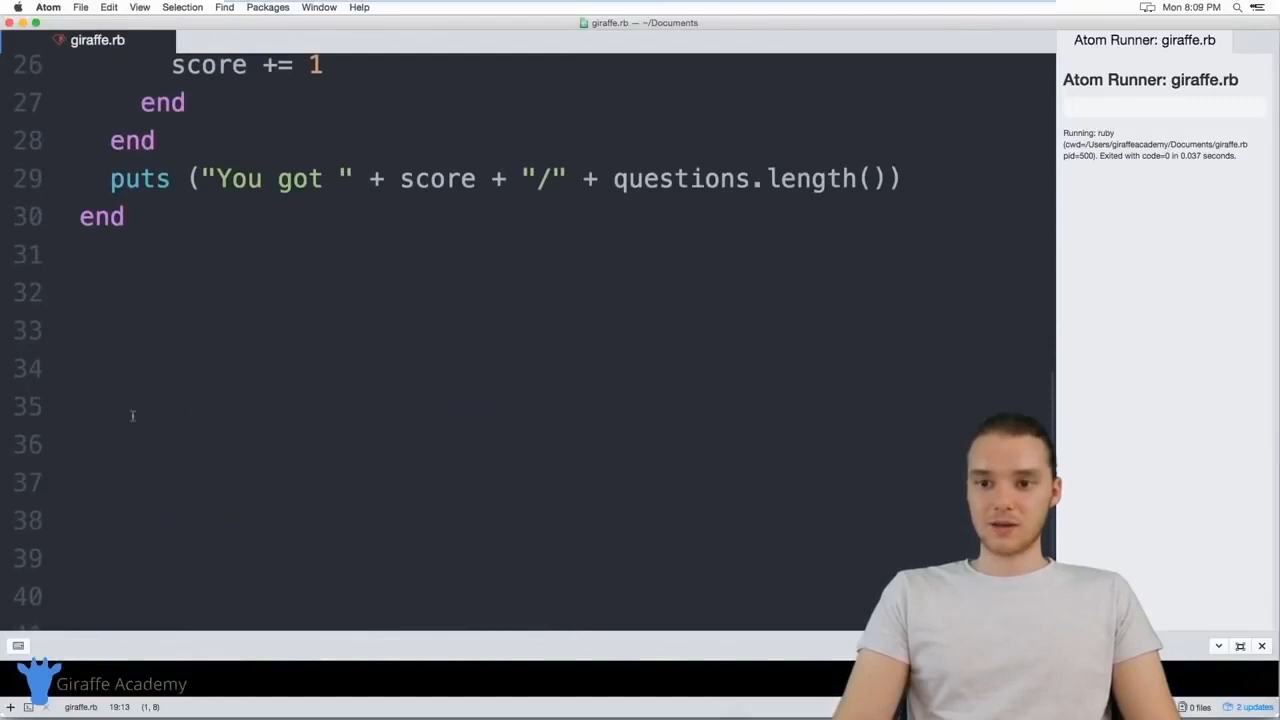 Atom File Edit View Selection Find Packages Window Help
Mon 8:09 PM
giraffe.rb — ~/Documents
giraffe.rb
Atom Runner: giraffe.rb
26 score += 1
27 end
28 end
29 puts ("You got " + score + "/" + questions.length())
30 end
31
32
33
34
35
36
37
38
39
40
Atom Runner: giraffe.rb
Running: ruby
(cwd=/Users/giraffeacademy/Documents/giraffe.rb
pid=500). Exited with code=0 in 0.037 seconds.
Giraffe Academy
giraffe.rb 19:13 (1, 8)
0 files 2 updates